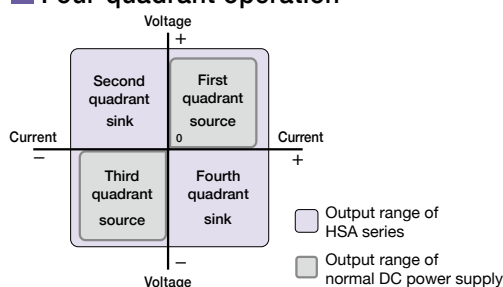 Four-quadrant operation
Voltage
+
Second quadrant sink
First quadrant source
0
Current
−
Current
+
Third quadrant source
Fourth quadrant sink
−
Voltage
Output range of
HSA series
Output range of
normal DC power supply